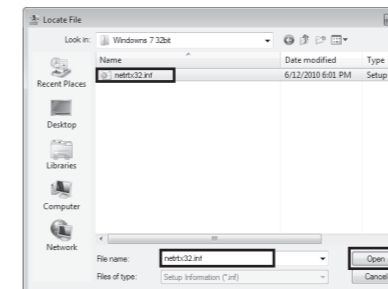 Locate File
Look in: Windowns 7 32bit
Name Date modified Type
netrtx32.inf 6/12/2010 6:01 PM Setup
Recent Places
Desktop
Libraries
Computer
Network
File name: netrtx32.inf Open
Files of type: Setup Information (*.inf) Cancel